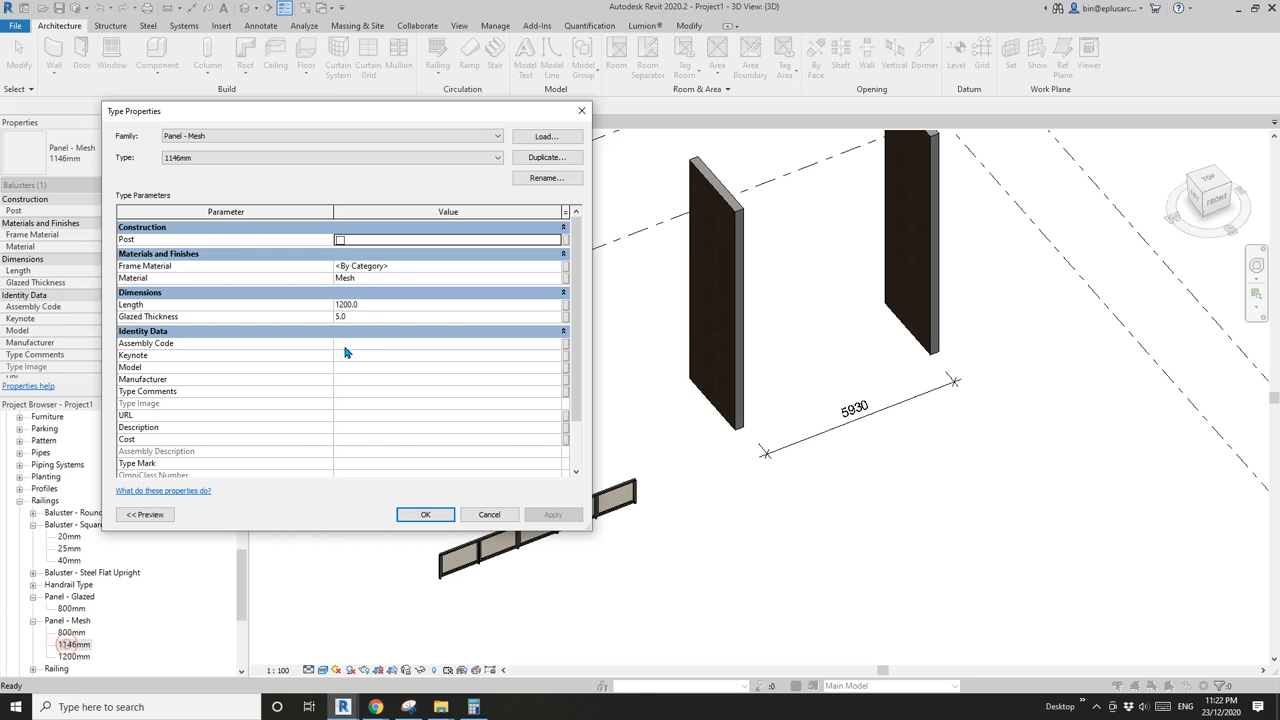 Autodesk Revit 2020.2 - Project1 - 3D View: {3D}
bin@eplusarc...
File Architecture Structure Steel Systems Insert Annotate Analyze Massing & Site Collaborate View Manage Add-Ins Quantification Lumion® Modify
Modify Wall Door Window Component Column Roof Ceiling Floor Curtain System Curtain Grid Mullion Railing Ramp Stair Model Text Model Line Model Group Room Room Separator Tag Room Area Area Boundary Tag Area By Face Shaft Wall Vertical Dormer Level Grid Set Show Ref Plane Viewer
Select Build Circulation Model Room & Area Opening Datum Work Plane
Properties
Panel - Mesh
1146mm
Balusters (1)
Construction
Post
Materials and Finishes
Frame Material
Material
Dimensions
Length
Glazed Thickness
Identity Data
Assembly Code
Keynote
Model
Manufacturer
Type Comments
Type Image
URL
Properties help
Project Browser - Project1
Furniture
Parking
Pattern
Pipes
Piping Systems
Planting
Profiles
Railings
Baluster - Roun
Baluster - Square
20mm
25mm
40mm
Baluster - Steel Flat Upright
Handrail Type
Panel - Glazed
800mm
Panel - Mesh
800mm
1146mm
1200mm
Railing
Type Properties
Family: Panel - Mesh Load...
Type: 1146mm Duplicate...
Rename...
Type Parameters
Parameter Value =
Construction
Post
Materials and Finishes
Frame Material <By Category>
Material Mesh
Dimensions
Length 1200.0
Glazed Thickness 5.0
Identity Data
Assembly Code
Keynote
Model
Manufacturer
Type Comments
Type Image
URL
Description
Cost
Assembly Description
Type Mark
OmniClass Number
What do these properties do?
<< Preview OK Cancel Apply
5930
TOP
FRONT
1 : 100
Ready
:0
Main Model
:0
Type here to search
Desktop
ENG
11:22 PM
23/12/2020